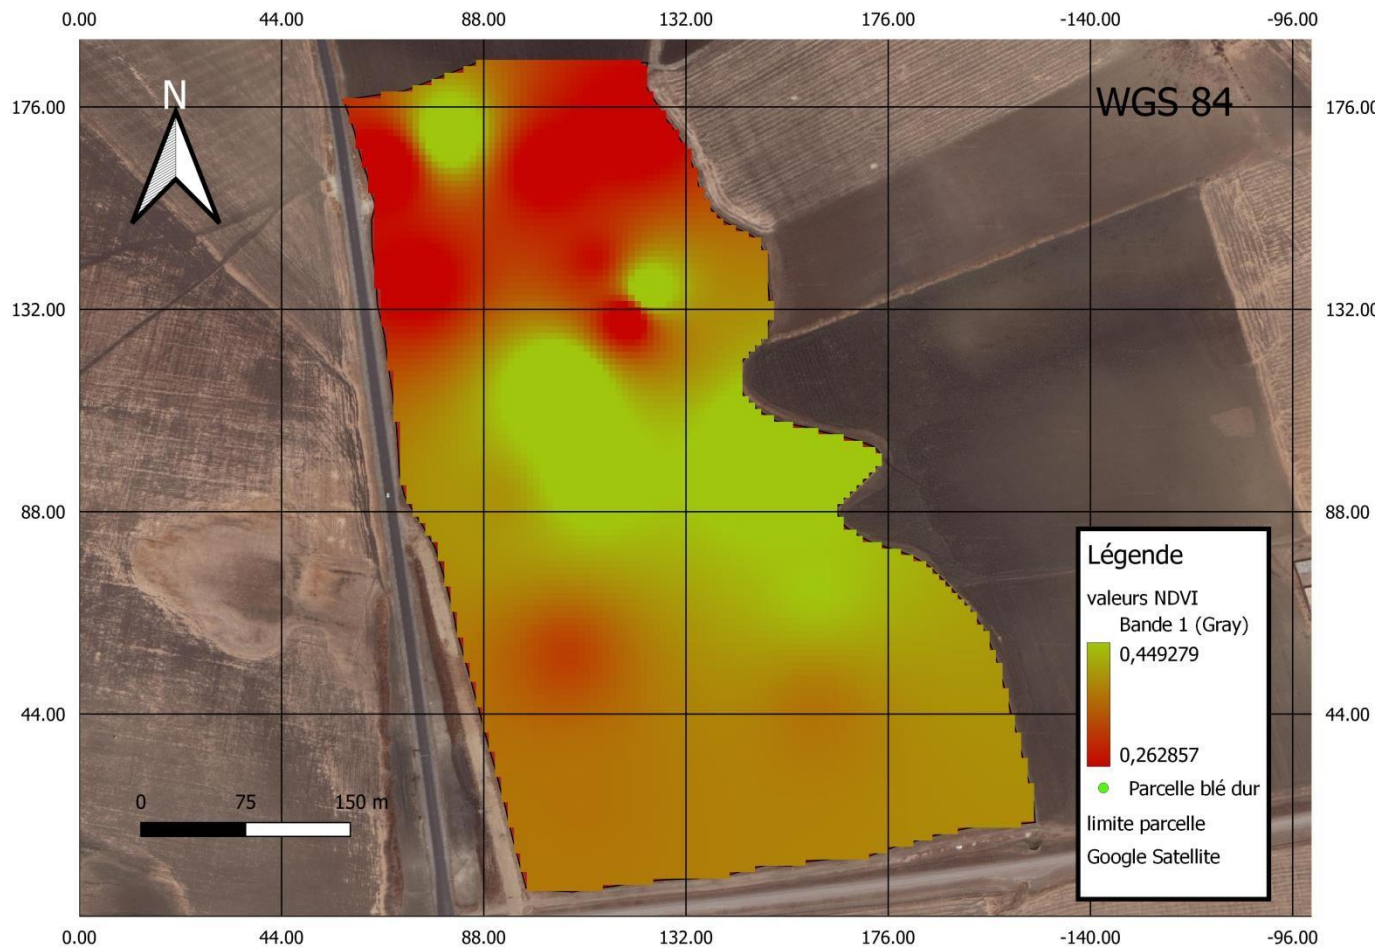 0.00 44.00 88.00 132.00 176.00 -140.00 -96.00
N
WGS 84
176.00 176.00
132.00 132.00
88.00 88.00
Légende
valeurs NDVI
Bande 1 (Gray)
0,449279
44.00 44.00
0,262857
Parcelle blé dur
0 75 150 m
limite parcelle
Google Satellite
0.00 44.00 88.00 132.00 176.00 -140.00 -96.00